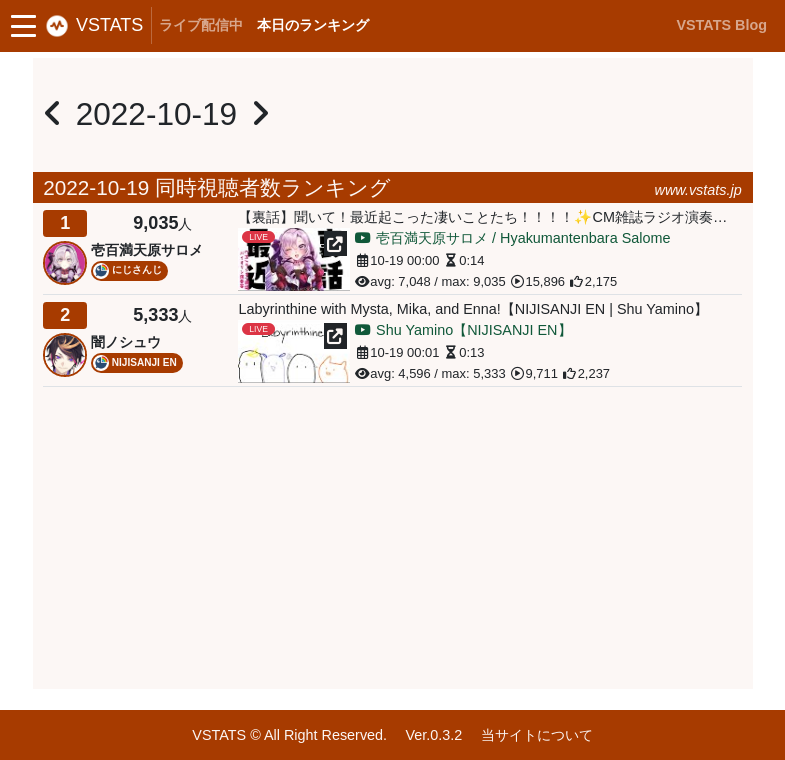 VSTATS ライブ配信中 本日のランキング VSTATS Blog
2022-10-19
2022-10-19 同時視聴者数ランキング www.vstats.jp
1 9,035人
壱百満天原サロメ
にじさんじ
【裏話】聞いて！最近起こった凄いことたち！！！！✨CM雑誌ラジオ演奏…
LIVE
最近
裏話
壱百満天原サロメ / Hyakumantenbara Salome
10-19 00:00 0:14
avg: 7,048 / max: 9,035 15,896 2,175
2 5,333人
闇ノシュウ
NIJISANJI EN
Labyrinthine with Mysta, Mika, and Enna!【NIJISANJI EN | Shu Yamino】
LIVE
Labyrinthine
Shu Yamino【NIJISANJI EN】
10-19 00:01 0:13
avg: 4,596 / max: 5,333 9,711 2,237
VSTATS © All Right Reserved. Ver.0.3.2 当サイトについて